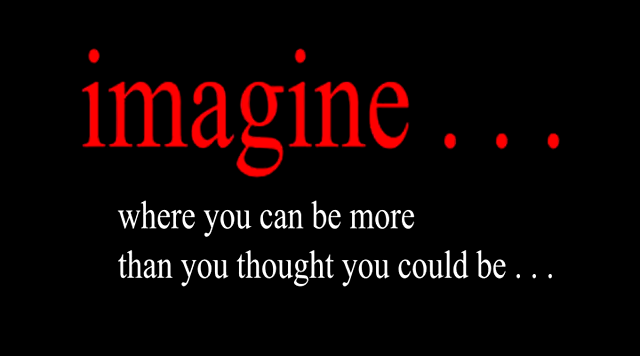 imagine . . .
where you can be more
than you thought you could be . . .